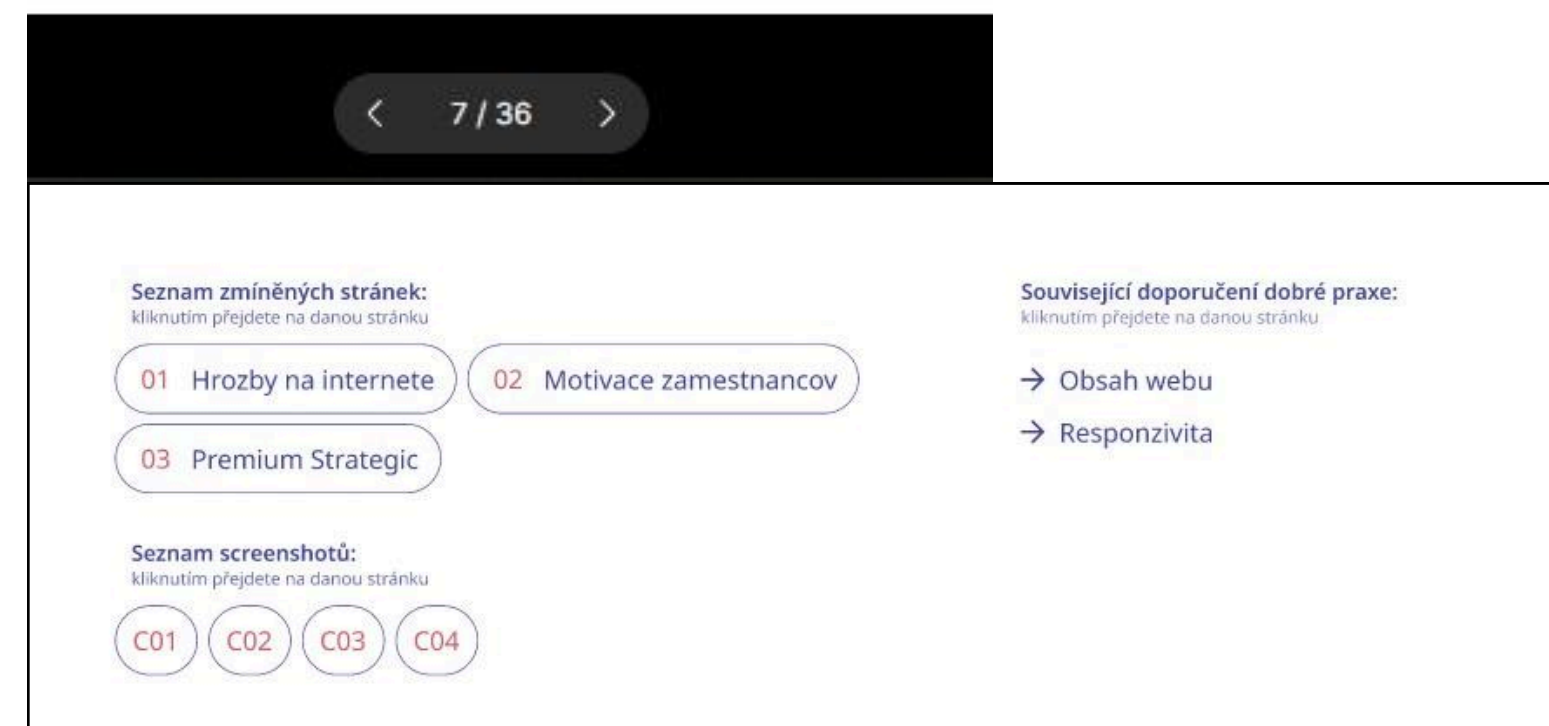 7 / 36
Seznam zmíněných stránek:
kliknutím přejdete na danou stránku
01 Hrozby na internete
02 Motivace zamestnancov
03 Premium Strategic
Seznam screenshotů:
kliknutím přejdete na danou stránku
C01 C02 C03 C04
Související doporučení dobré praxe:
kliknutím přejdete na danou stránku
→ Obsah webu
→ Responzivita